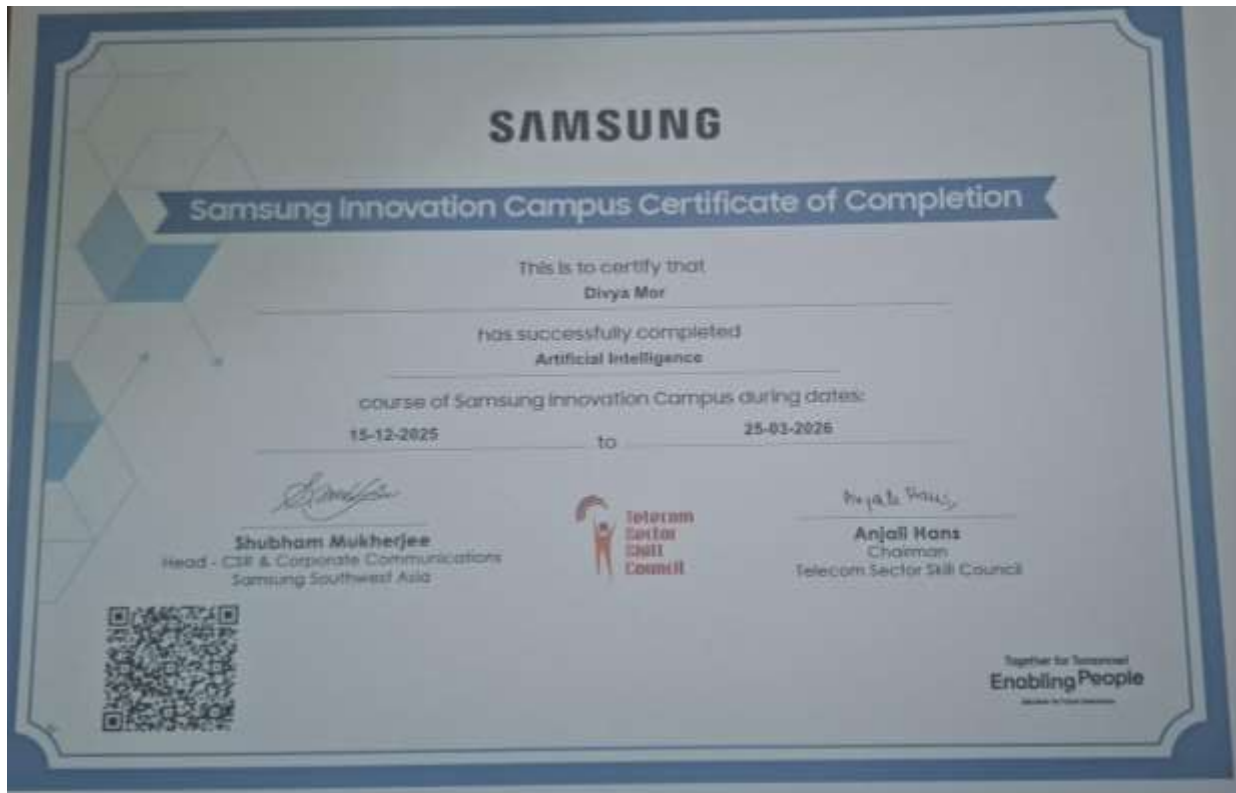 SAMSUNG
Samsung Innovation Campus Certificate of Completion
This is to certify that
Divya Mor
has successfully completed
Artificial Intelligence
course of Samsung Innovation Campus during dates:
15-12-2025 to 25-03-2026
Shubham Mukherjee
Head - CSR & Corporate Communications
Samsung Southwest Asia
Telecom
Sector
Skill
Council
Anjali Hans
Anjali Hans
Chairman
Telecom Sector Skill Council
Together for Tomorrow!
Enabling People